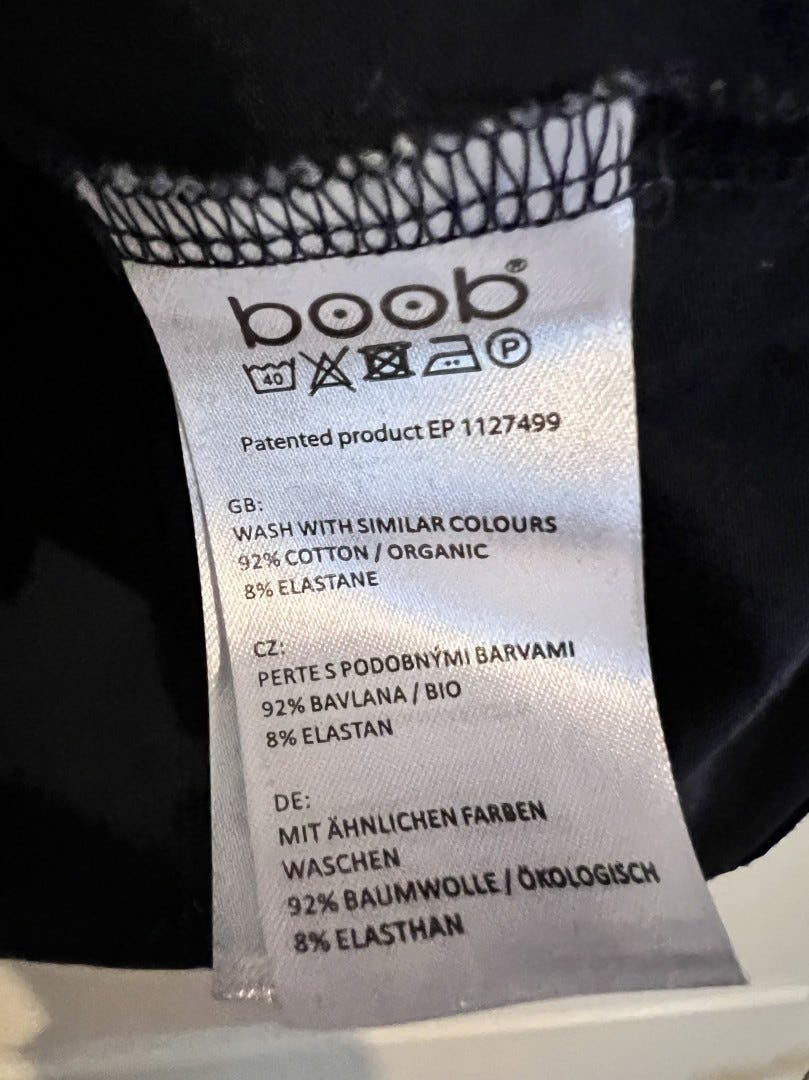 boob®
40 P
Patented product EP 1127499
GB:
WASH WITH SIMILAR COLOURS
92% COTTON / ORGANIC
8% ELASTANE
CZ:
PERTE S PODOBNÝMI BARVAMI
92% BAVLANA / BIO
8% ELASTAN
DE:
MIT ÄHNLICHEN FARBEN
WASCHEN
92% BAUMWOLLE / ÖKOLOGISCH
8% ELASTHAN